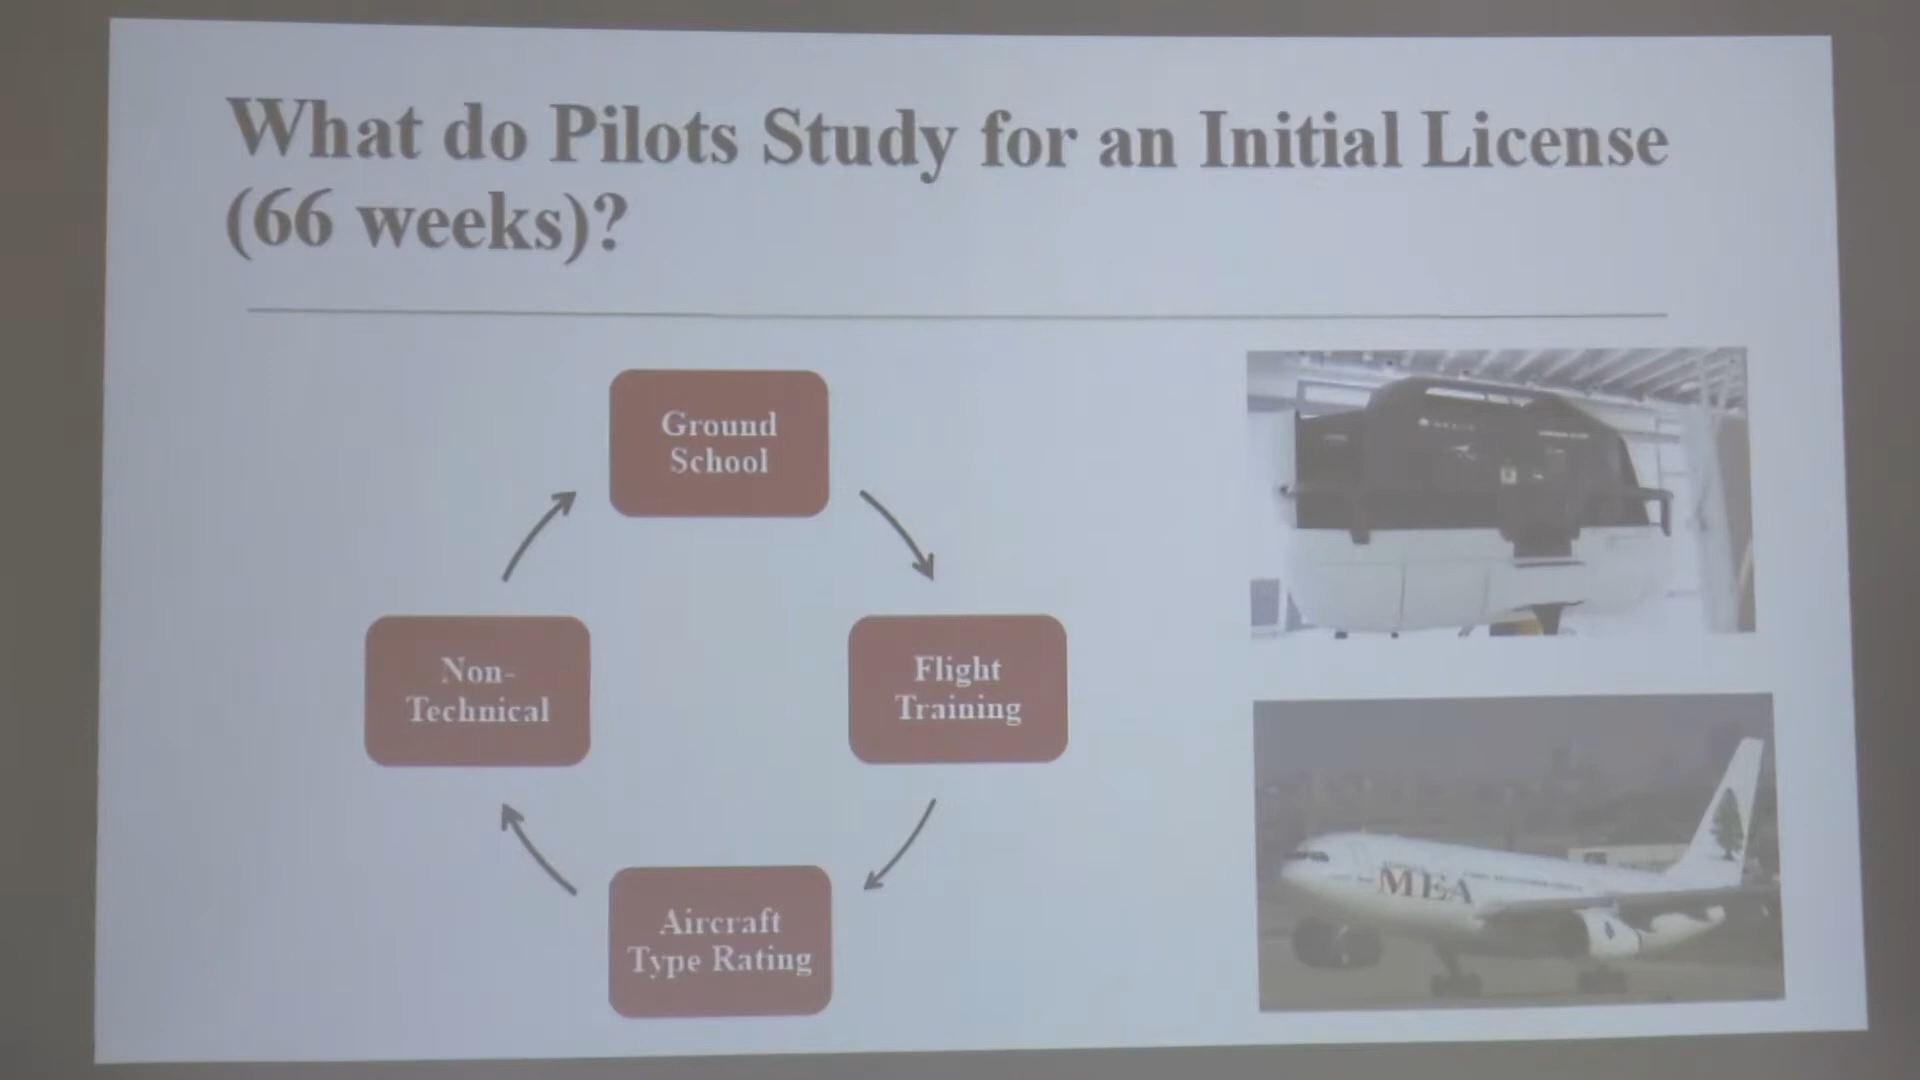 What do Pilots Study for an Initial License
(66 weeks)?
Ground
School
Flight
Training
Aircraft
Type Rating
Non-
Technical
MEA